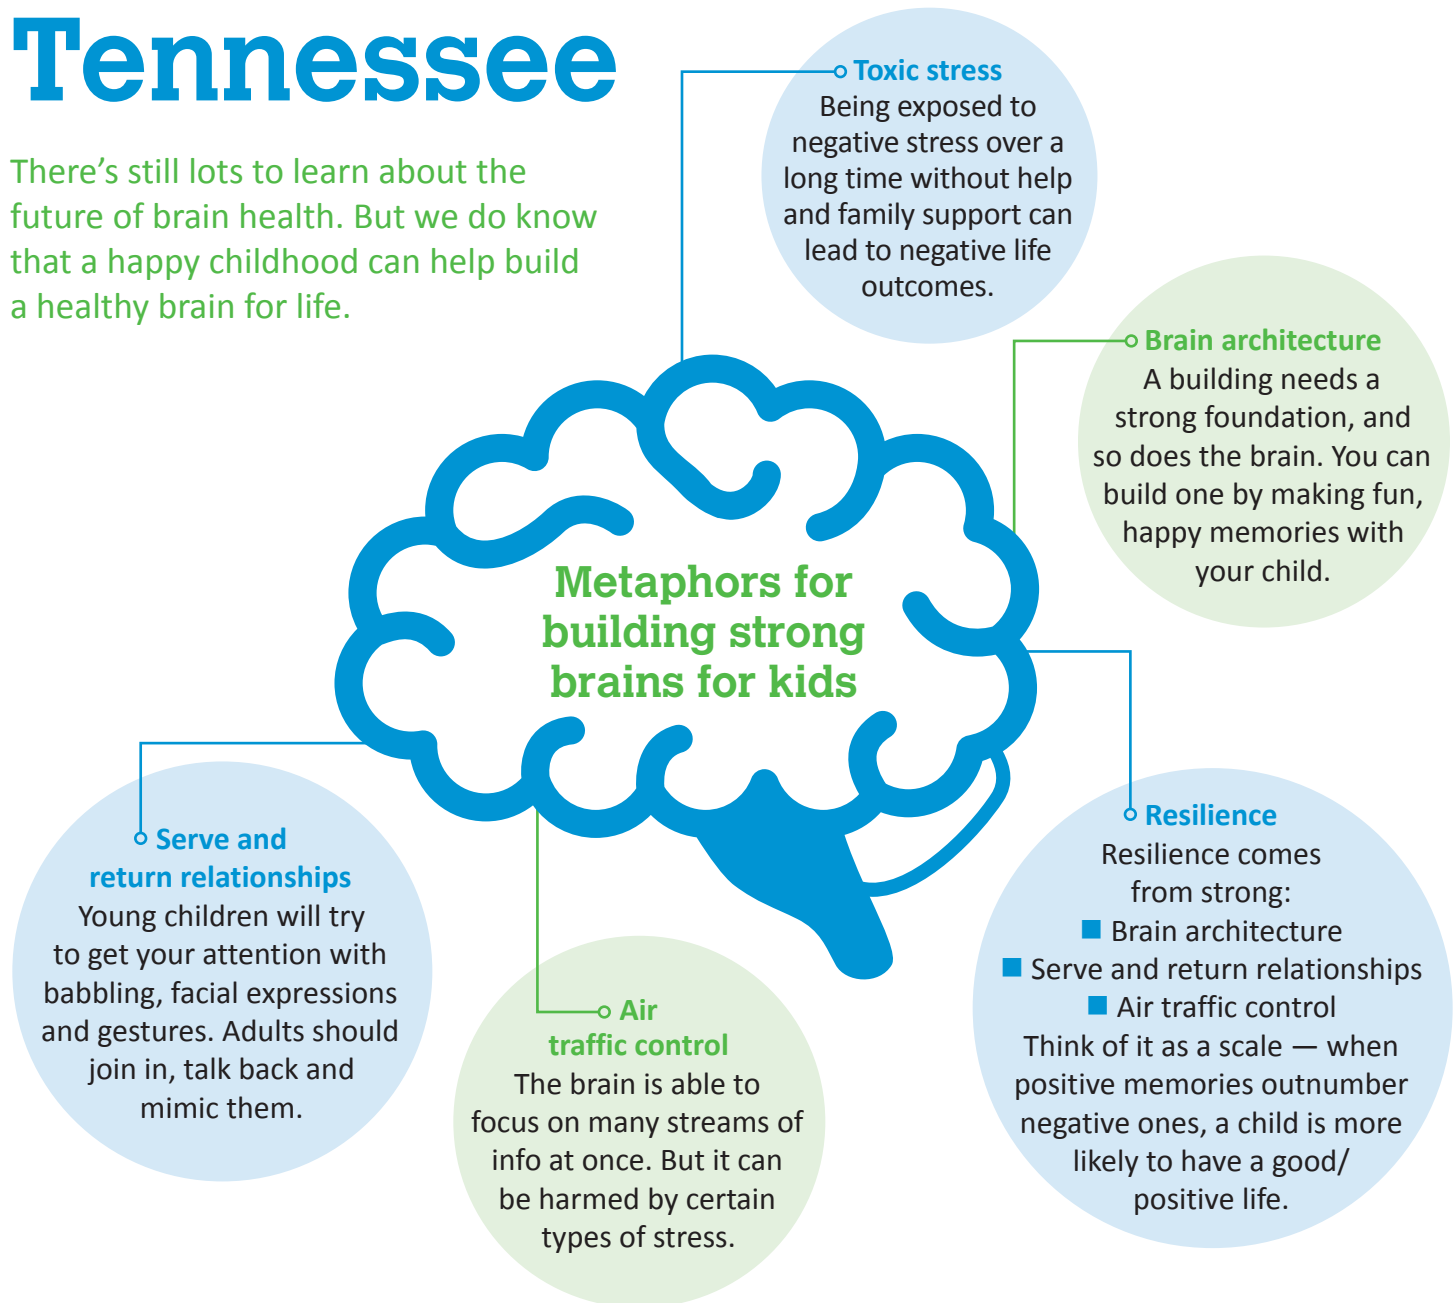 Tennessee
There's still lots to learn about the
future of brain health. But we do know
that a happy childhood can help build
a healthy brain for life.
Toxic stress
Being exposed to
negative stress over a
long time without help
and family support can
lead to negative life
outcomes.
Brain architecture
A building needs a
strong foundation, and
so does the brain. You can
build one by making fun,
happy memories with
your child.
Metaphors for
building strong
brains for kids
Serve and
return relationships
Young children will try
to get your attention with
babbling, facial expressions
and gestures. Adults should
join in, talk back and
mimic them.
Air
traffic control
The brain is able to
focus on many streams of
info at once. But it can
be harmed by certain
types of stress.
Resilience
Resilience comes
from strong:
■ Brain architecture
■ Serve and return relationships
■ Air traffic control
Think of it as a scale — when
positive memories outnumber
negative ones, a child is more
likely to have a good/
positive life.